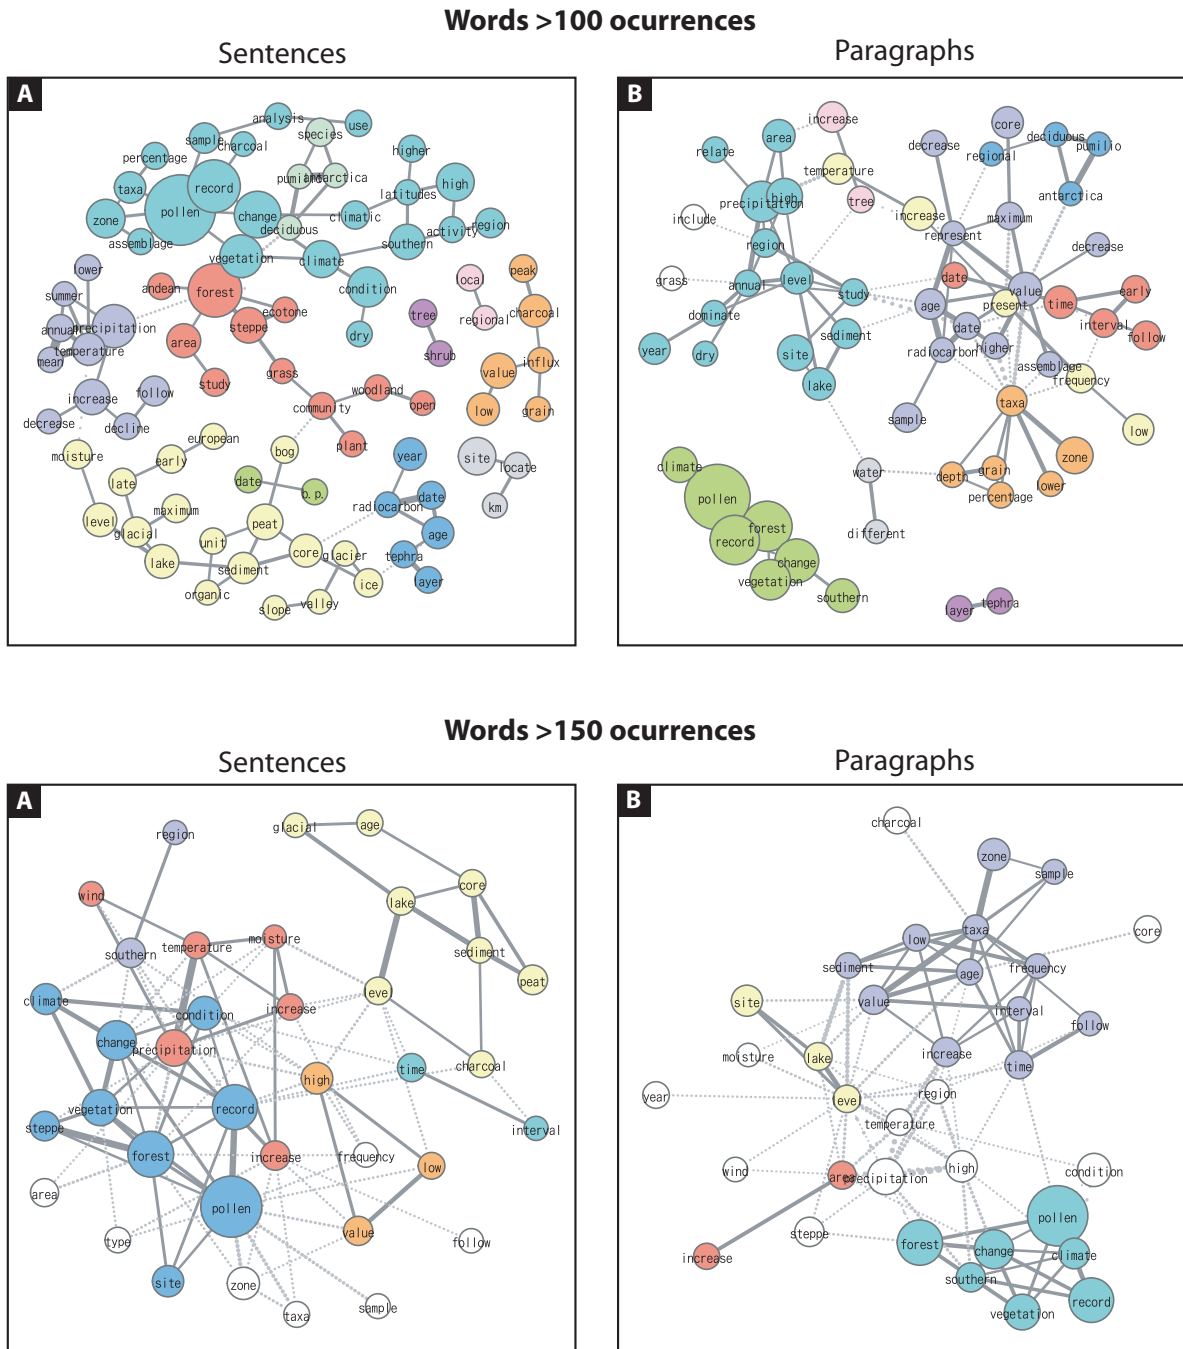 Words >100 ocurrences
Sentences
Paragraphs
A
analysis
use
species
sample
charcoal
higher
percentage
pumilio
antarctica
taxa
record
latitudes
high
pollen
zone
change
climatic
activity
region
assemblage
deciduous
southern
vegetation
climate
lower
summer
andean
forest
condition
local
peak
annual
precipitation
ecotone
tree
regional
charcoal
steppe
dry
mean
temperature
area
shrub
influx
grass
value
increase
follow
study
woodland
decrease
decline
community
open
low
grain
european
plant
moisture
early
bog
year
site
locate
late
date
b.p.
date
km
maximum
radiocarbon
level
glacial
peat
age
unit
core
glacier
tephra
lake
sediment
ice
layer
organic
slope
valley
B
increase
core
area
decrease
deciduous
pumilio
relate
regional
temperature
high
precipitation
tree
antarctica
include
increase
maximum
represent
region
decrease
grass
annual
level
date
value
early
study
age
present
time
dominate
date
interval
sediment
follow
year
dry
site
radiocarbon
higher
assemblage
lake
frequency
taxa
sample
low
zone
climate
water
depth
grain
lower
pollen
percentage
forest
record
different
change
vegetation
southern
layer
tephra
Words >150 ocurrences
Sentences
Paragraphs
A
region
glacial
age
wind
core
lake
southern
temperature
moisture
sediment
peat
climate
level
condition
increase
change
precipitation
charcoal
high
time
vegetation
record
steppe
interval
forest
increase
frequency
low
area
pollen
type
value
follow
site
zone
taxa
sample
B
charcoal
zone
sample
taxa
core
low
sediment
age
frequency
site
value
interval
follow
moisture
lake
increase
time
year
level
region
temperature
wind
area
precipitation
high
condition
steppe
pollen
increase
forest
change
climate
southern
vegetation
record